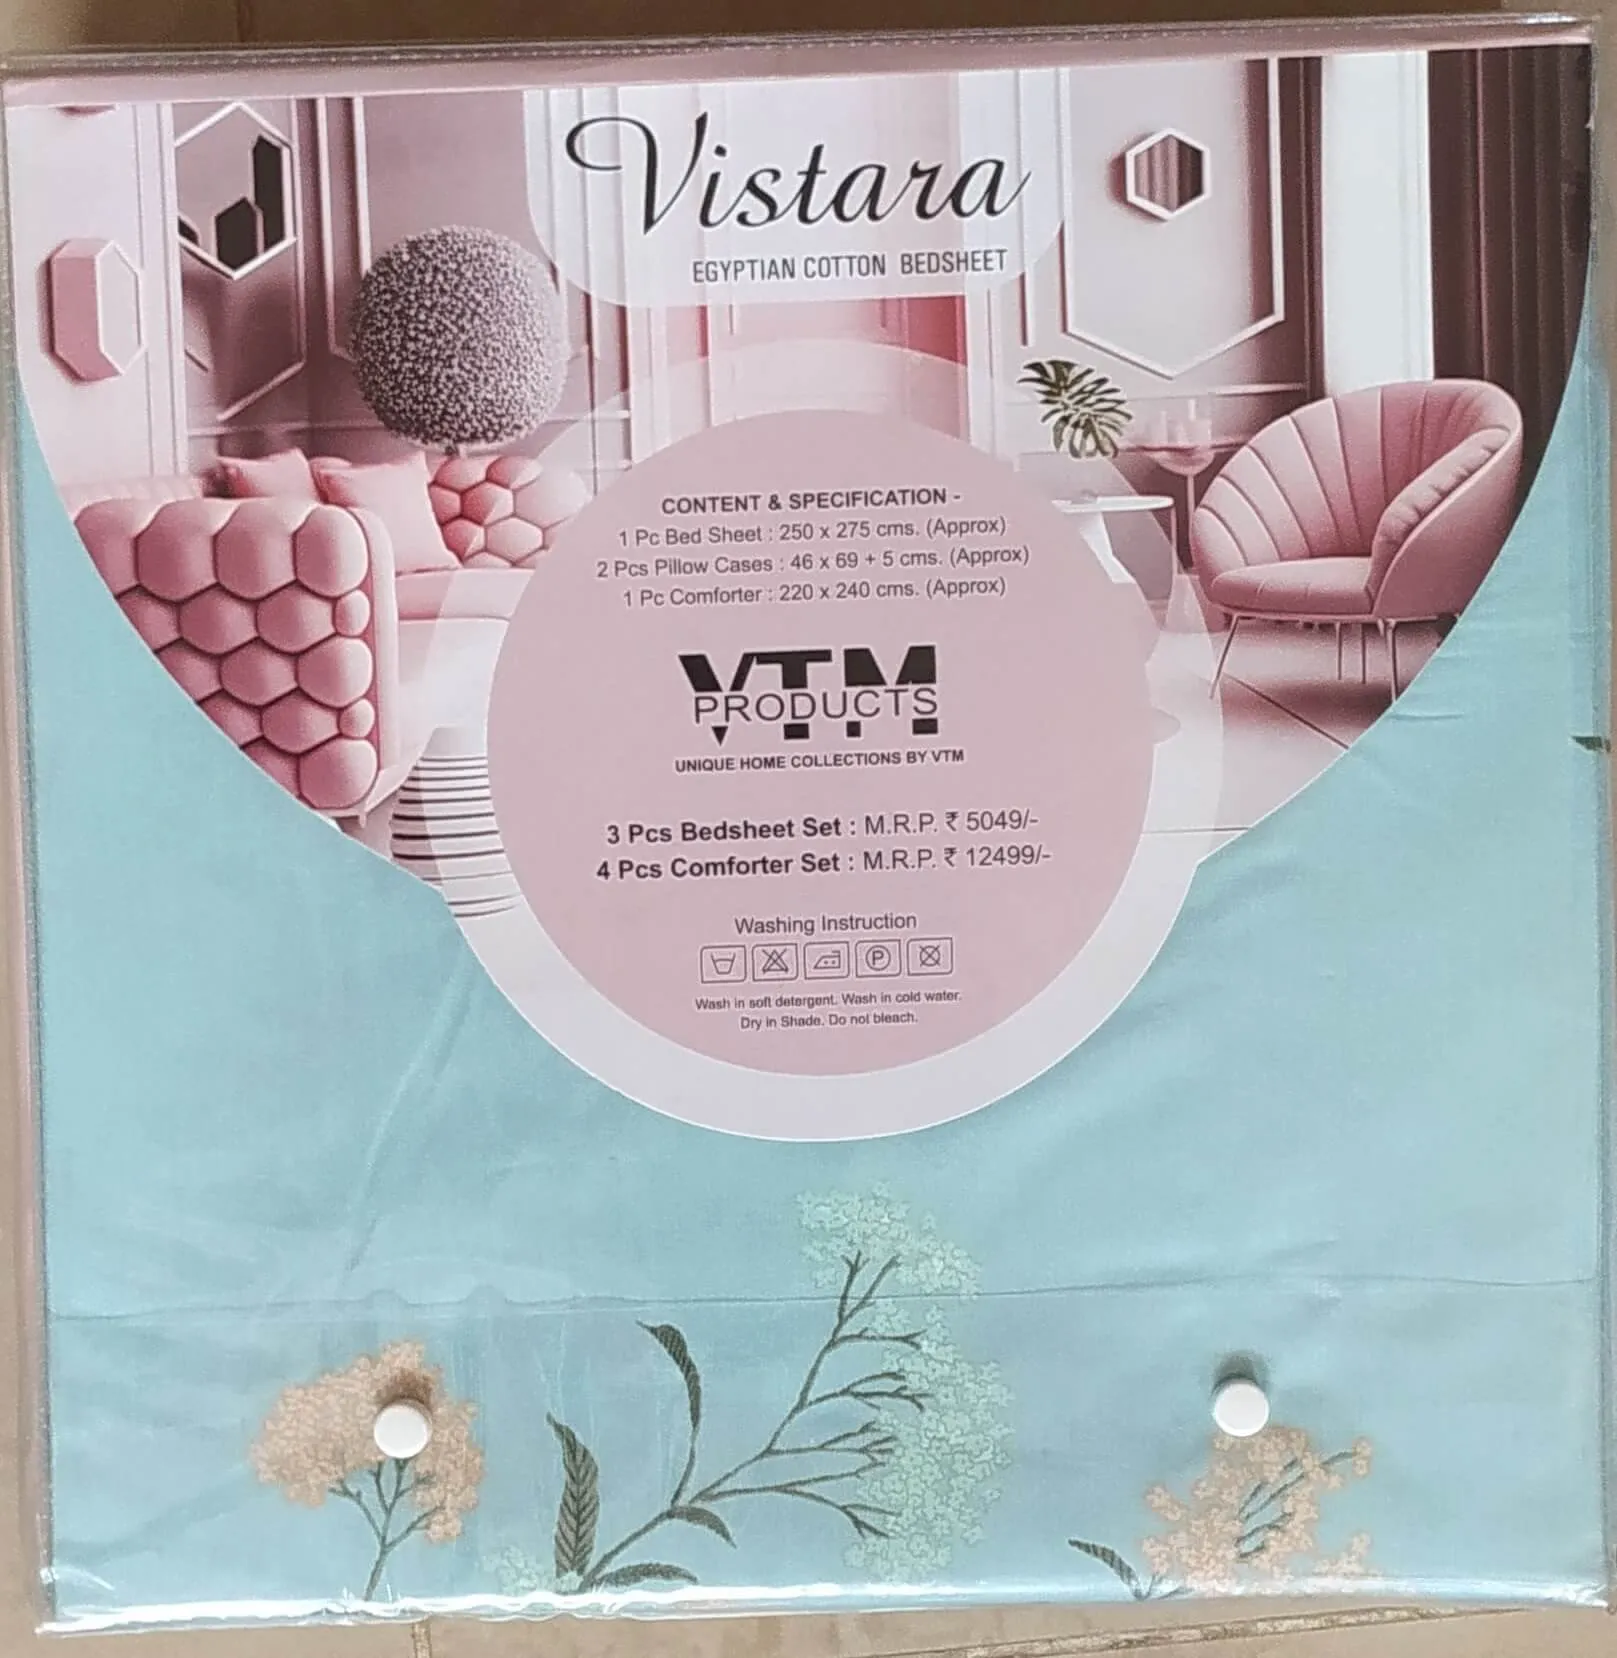 Vistara
EGYPTIAN COTTON BEDSHEET
CONTENT & SPECIFICATION -
1 Pc Bed Sheet : 250 x 275 cms. (Approx)
2 Pcs Pillow Cases : 46 x 69 + 5 cms. (Approx)
1 Pc Comforter : 220 x 240 cms. (Approx)
VTM
PRODUCTS
UNIQUE HOME COLLECTIONS BY VTM
3 Pcs Bedsheet Set : M.R.P. ₹ 5049/-
4 Pcs Comforter Set : M.R.P. ₹ 12499/-
Washing Instruction
P
Wash in soft detergent. Wash in cold water.
Dry in Shade. Do not bleach.